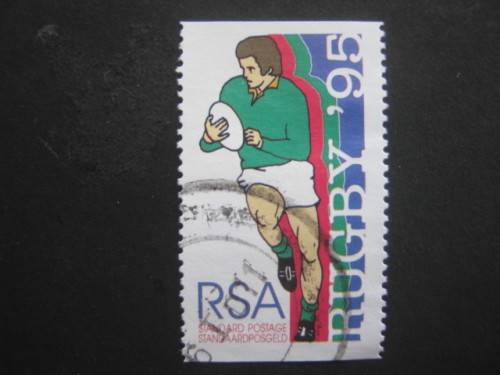 RUGBY '95
RSA
STANDARD POSTAGE
STANDAARDPOSGELD